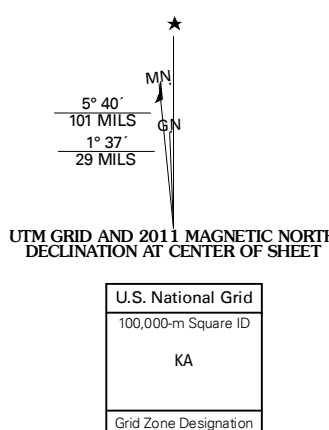 ★
MN
5° 40´
101 MILS
GN
1° 37´
29 MILS
UTM GRID AND 2011 MAGNETIC NORTH
DECLINATION AT CENTER OF SHEET
U.S. National Grid
100,000-m Square ID
KA
Grid Zone Designation